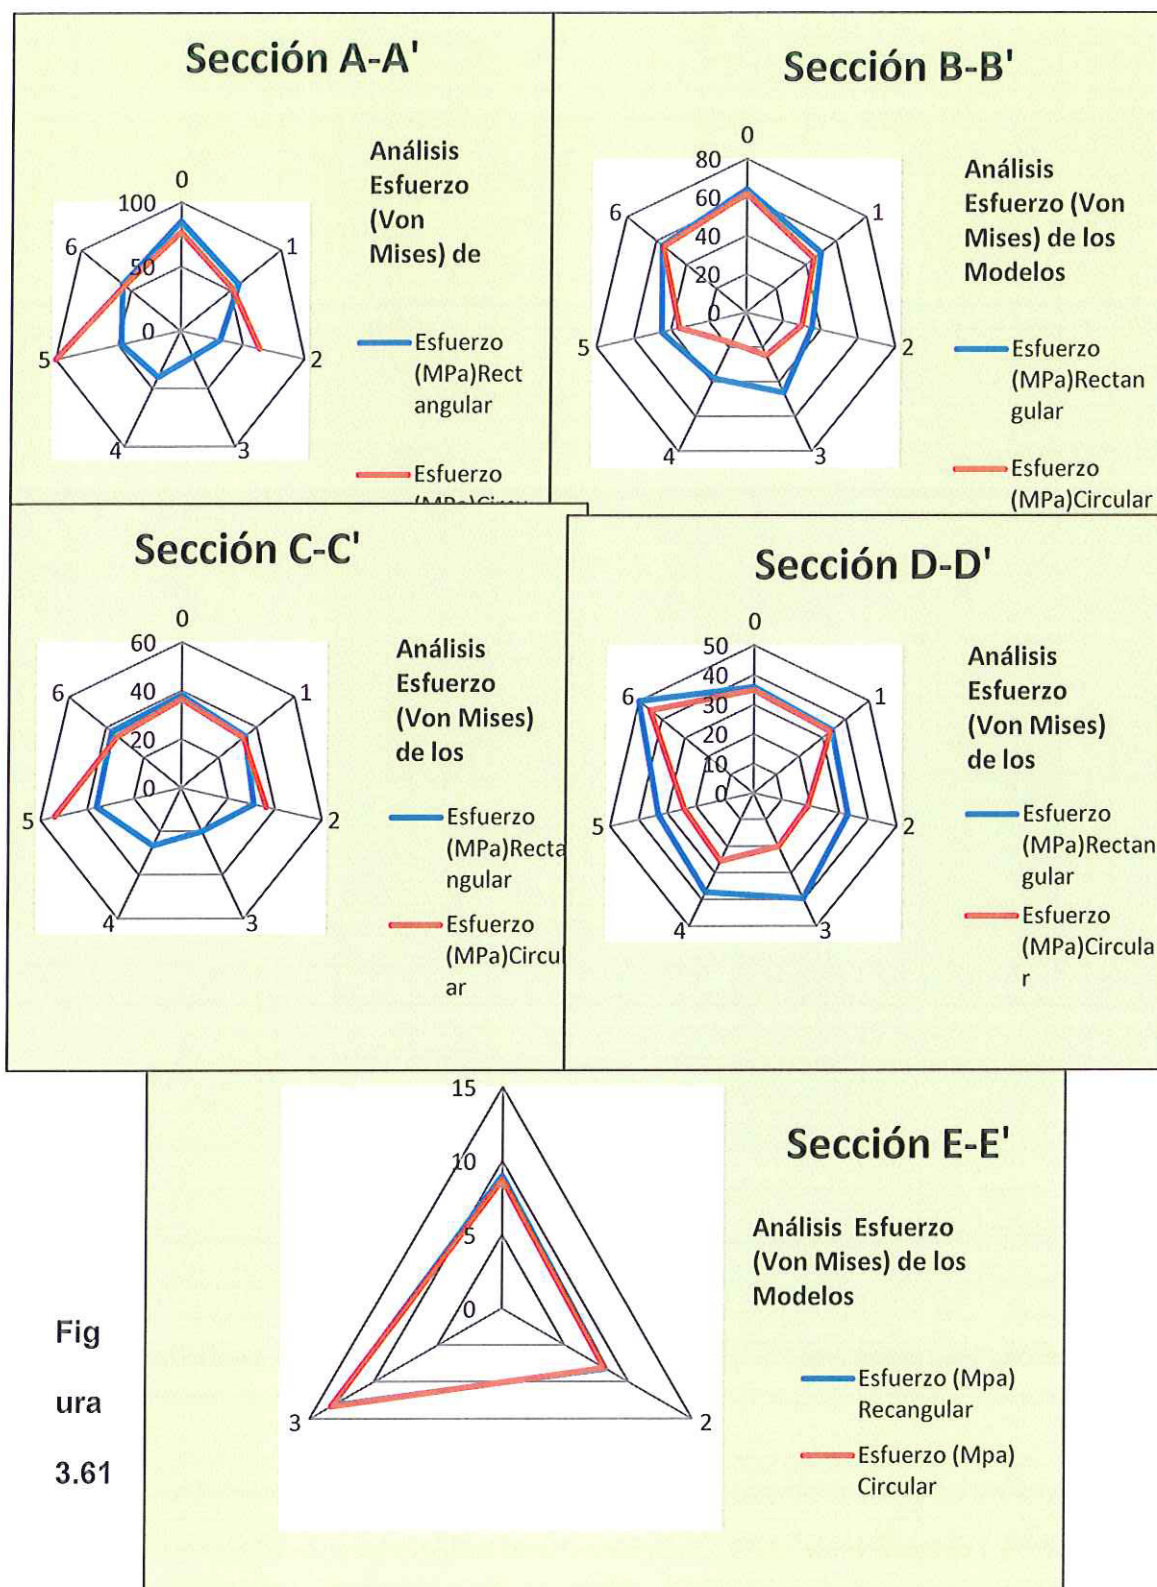 Sección A-A'
0
100
50
0
1
2
3
4
5
6
Análisis
Esfuerzo
(Von
Mises) de
Esfuerzo
(MPa)Rect
angular
Esfuerzo
Sección B-B'
0
80
60
40
20
0
1
2
3
4
5
6
Análisis
Esfuerzo (Von
Mises) de los
Modelos
Esfuerzo
(MPa)Rectan
gular
Esfuerzo
(MPa)Circular
Sección C-C'
0
60
40
20
0
1
2
3
4
5
6
Análisis
Esfuerzo
(Von Mises)
de los
Esfuerzo
(MPa)Recta
ngular
Esfuerzo
(MPa)Circul
ar
Sección D-D'
0
50
40
30
20
10
0
1
2
3
4
5
6
Análisis
Esfuerzo
(Von Mises)
de los
Esfuerzo
(MPa)Rectan
gular
Esfuerzo
(MPa)Circula
r
15
10
5
0
2
3
Sección E-E'
Análisis Esfuerzo
(Von Mises) de los
Modelos
Esfuerzo (Mpa)
Recangular
Esfuerzo (Mpa)
Circular
Fig
ura
3.61